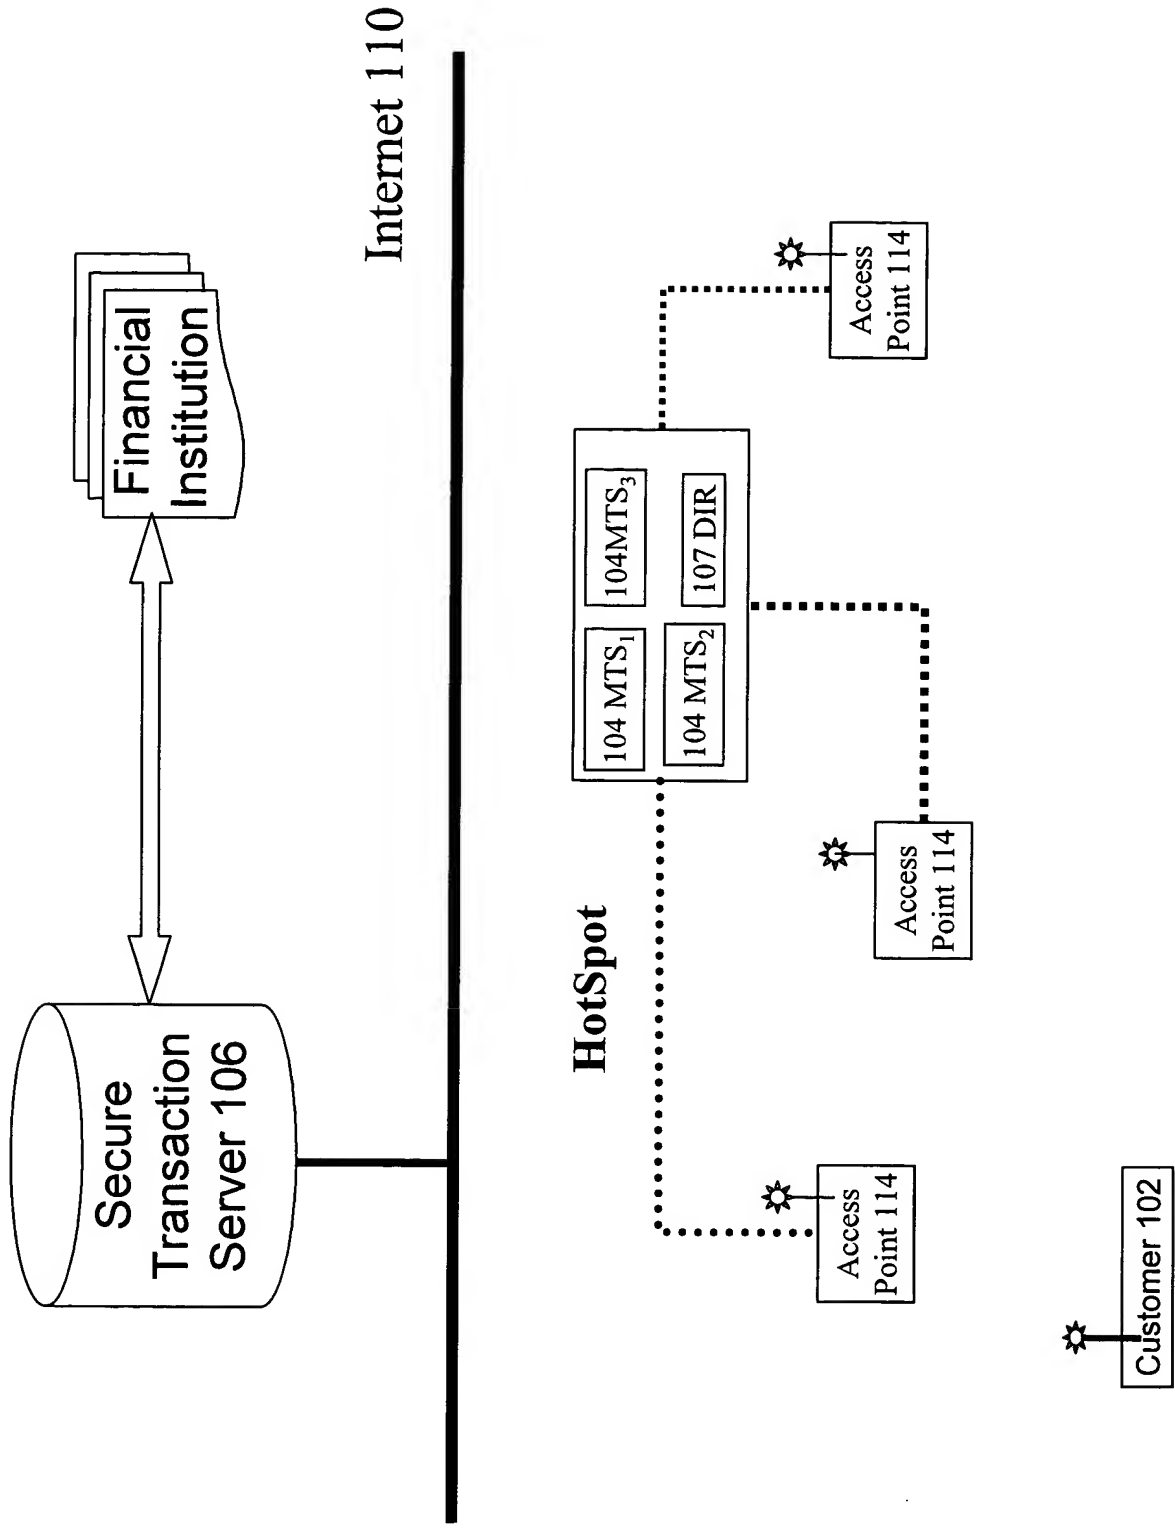 Secure
Transaction
Server 106
Financial
Institution
Internet 110
HotSpot
104 MTS₁
104MTS₃
104 MTS₂
107 DIR
Access
Point 114
Access
Point 114
Access
Point 114
Customer 102